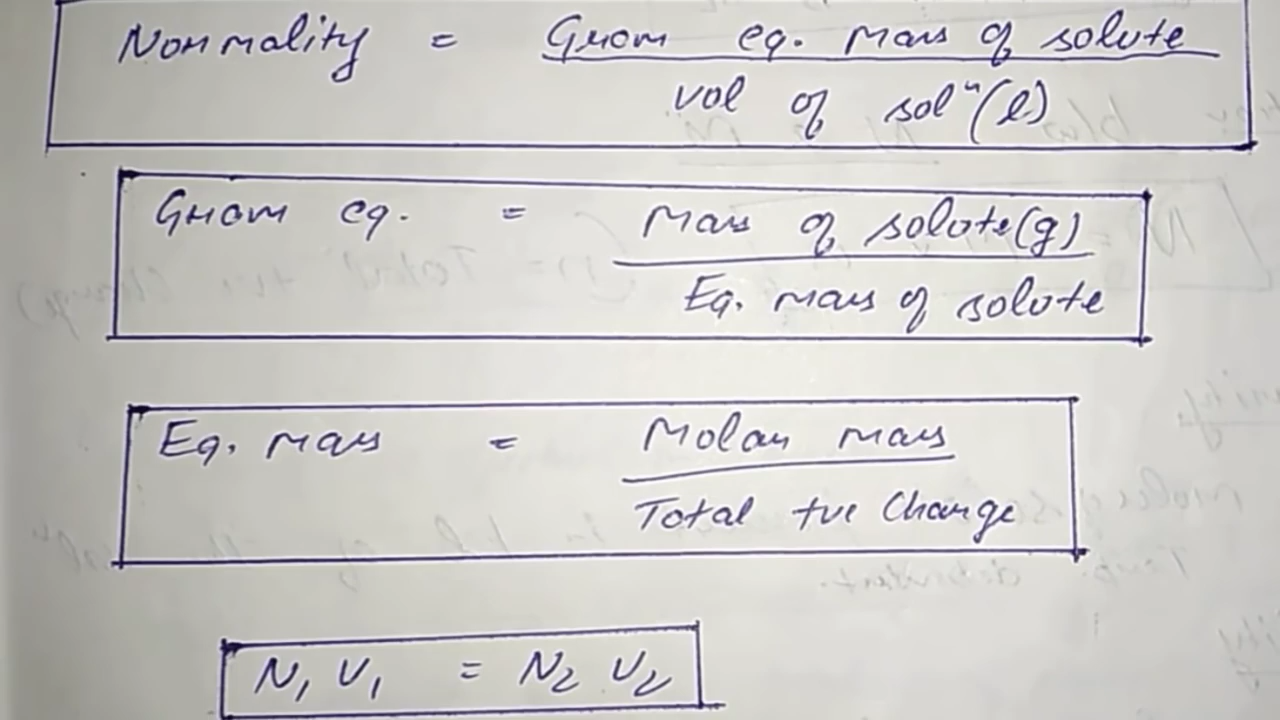 Normality = Gram eq. mass of solute
vol of solⁿ(l)
Gram eq. = Mass of solute(g)
Eq. mass of solute
Eq. mass = Molar mass
Total +ve Charge
N₁ V₁ = N₂ V₂